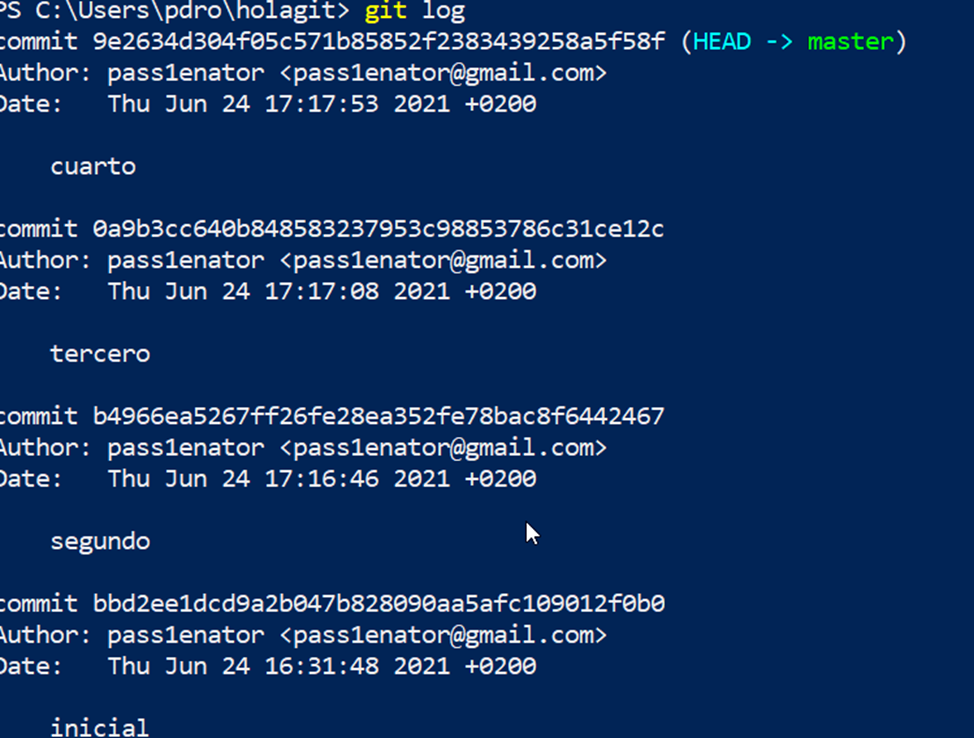 PS C:\Users\pdro\holagit> git log
commit 9e2634d304f05c571b85852f2383439258a5f58f (HEAD -> master)
Author: pass1enator <pass1enator@gmail.com>
Date:   Thu Jun 24 17:17:53 2021 +0200
cuarto
commit 0a9b3cc640b848583237953c98853786c31ce12c
Author: pass1enator <pass1enator@gmail.com>
Date:   Thu Jun 24 17:17:08 2021 +0200
tercero
commit b4966ea5267ff26fe28ea352fe78bac8f6442467
Author: pass1enator <pass1enator@gmail.com>
Date:   Thu Jun 24 17:16:46 2021 +0200
segundo
commit bbd2ee1dcd9a2b047b828090aa5afc109012f0b0
Author: pass1enator <pass1enator@gmail.com>
Date:   Thu Jun 24 16:31:48 2021 +0200
inicial